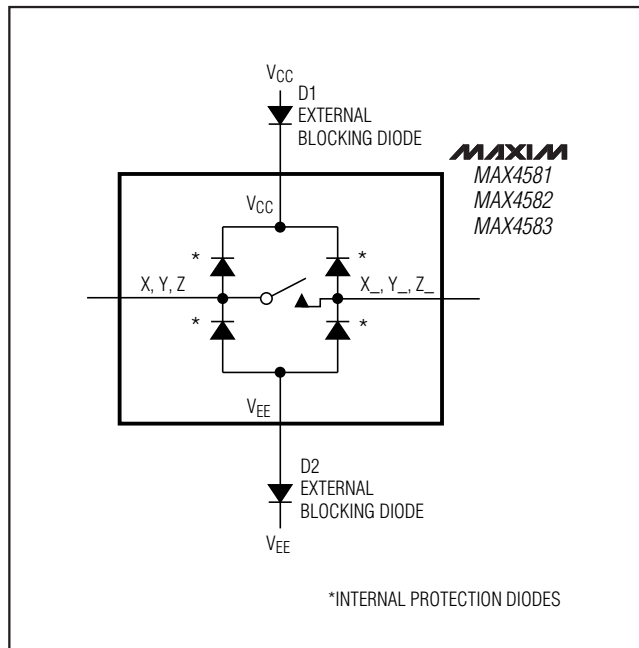 VCC
D1
EXTERNAL
BLOCKING DIODE
MAXIM
MAX4581
MAX4582
MAX4583
VCC
* *
X, Y, Z
X_, Y_, Z_
* *
VEE
D2
EXTERNAL
BLOCKING DIODE
VEE
*INTERNAL PROTECTION DIODES